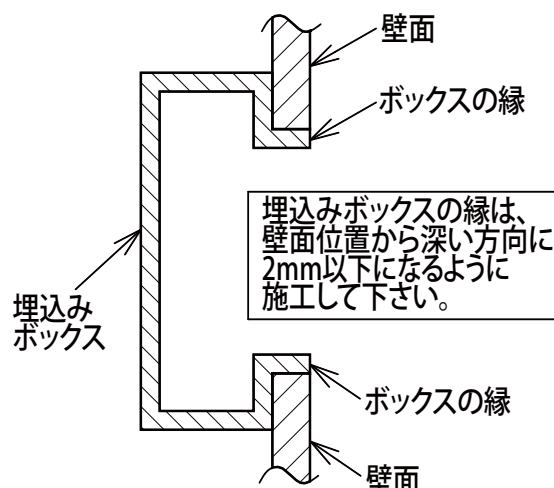 壁面
ボックスの縁
埋込みボックスの縁は、
壁面位置から深い方向に
2mm以下になるように
施工して下さい。
埋込み
ボックス
ボックスの縁
壁面